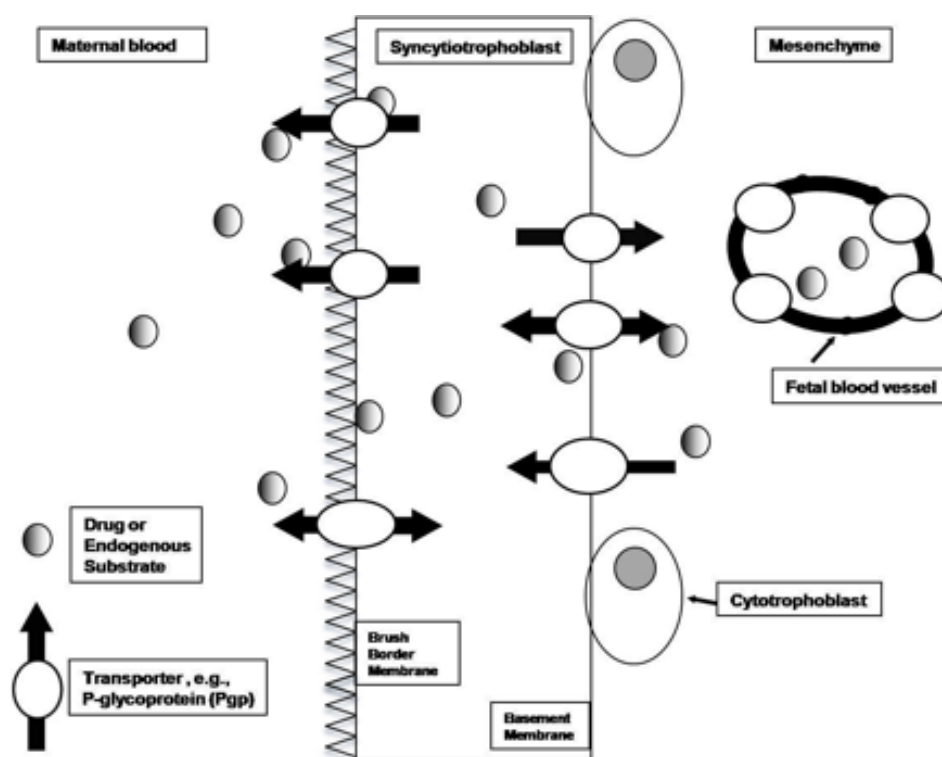 Maternal blood
Syncytiotrophoblast
Mesenchyme
Fetal blood vessel
Drug or
Endogenous
Substrate
Cytotrophoblast
Brush
Border
Membrane
Transporter, e.g.,
P-glycoprotein (Pgp)
Basement
Membrane